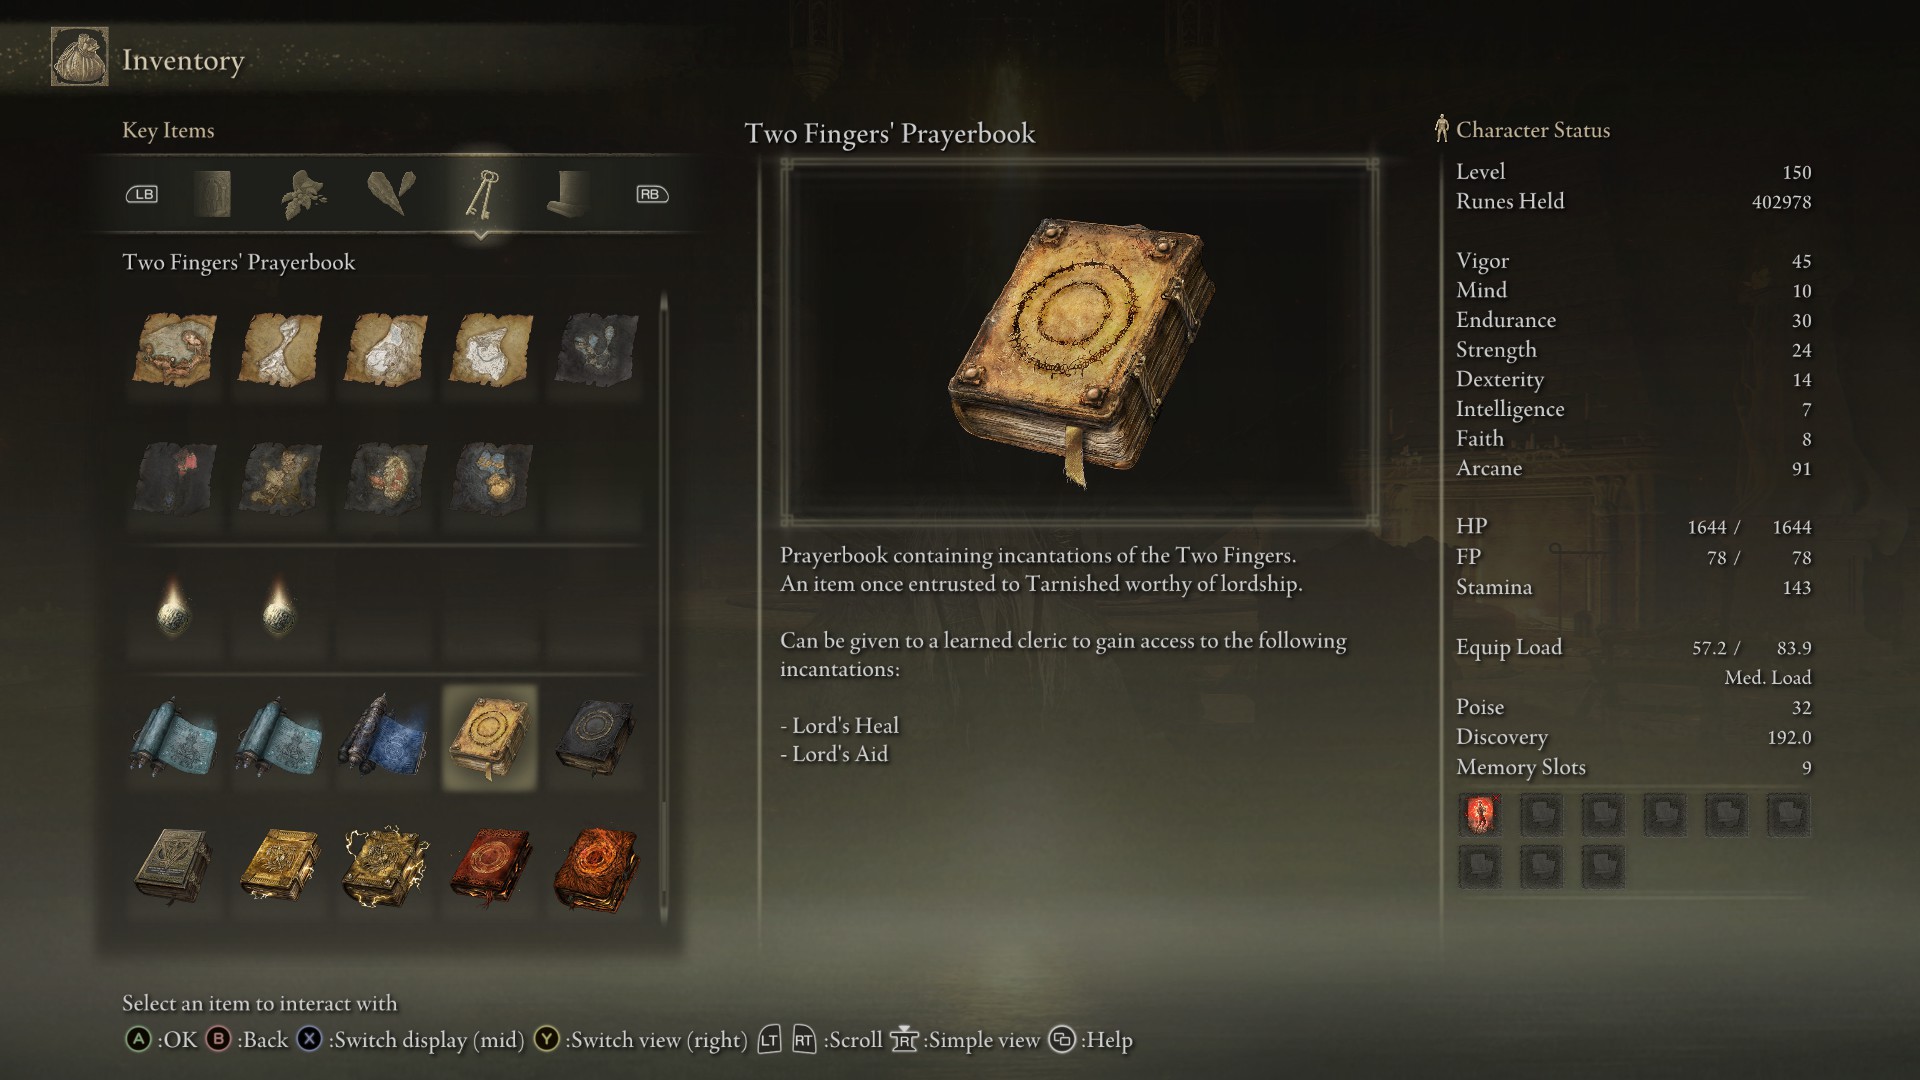 Inventory
Key Items
LB
RB
Two Fingers' Prayerbook
Two Fingers' Prayerbook
Prayerbook containing incantations of the Two Fingers.
An item once entrusted to Tarnished worthy of lordship.
Can be given to a learned cleric to gain access to the following
incantations:
- Lord's Heal
- Lord's Aid
Character Status
Level 150
Runes Held 402978
Vigor 45
Mind 10
Endurance 30
Strength 24
Dexterity 14
Intelligence 7
Faith 8
Arcane 91
HP 1644 / 1644
FP 78 / 78
Stamina 143
Equip Load 57.2 / 83.9
Med. Load
Poise 32
Discovery 192.0
Memory Slots 9
Select an item to interact with
A :OK B :Back X :Switch display (mid) Y :Switch view (right) LT RT :Scroll R :Simple view :Help